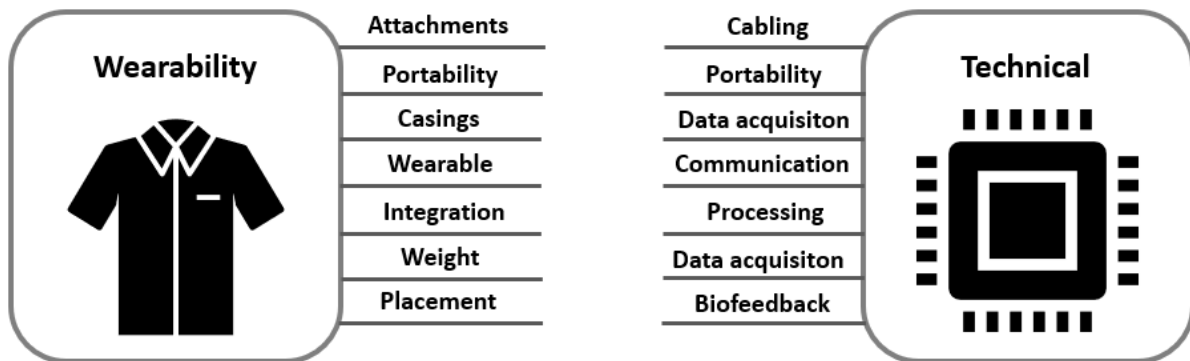 Wearability
Attachments
Portability
Casings
Wearable
Integration
Weight
Placement
Cabling
Portability
Data acquisiton
Communication
Processing
Data acquisiton
Biofeedback
Technical